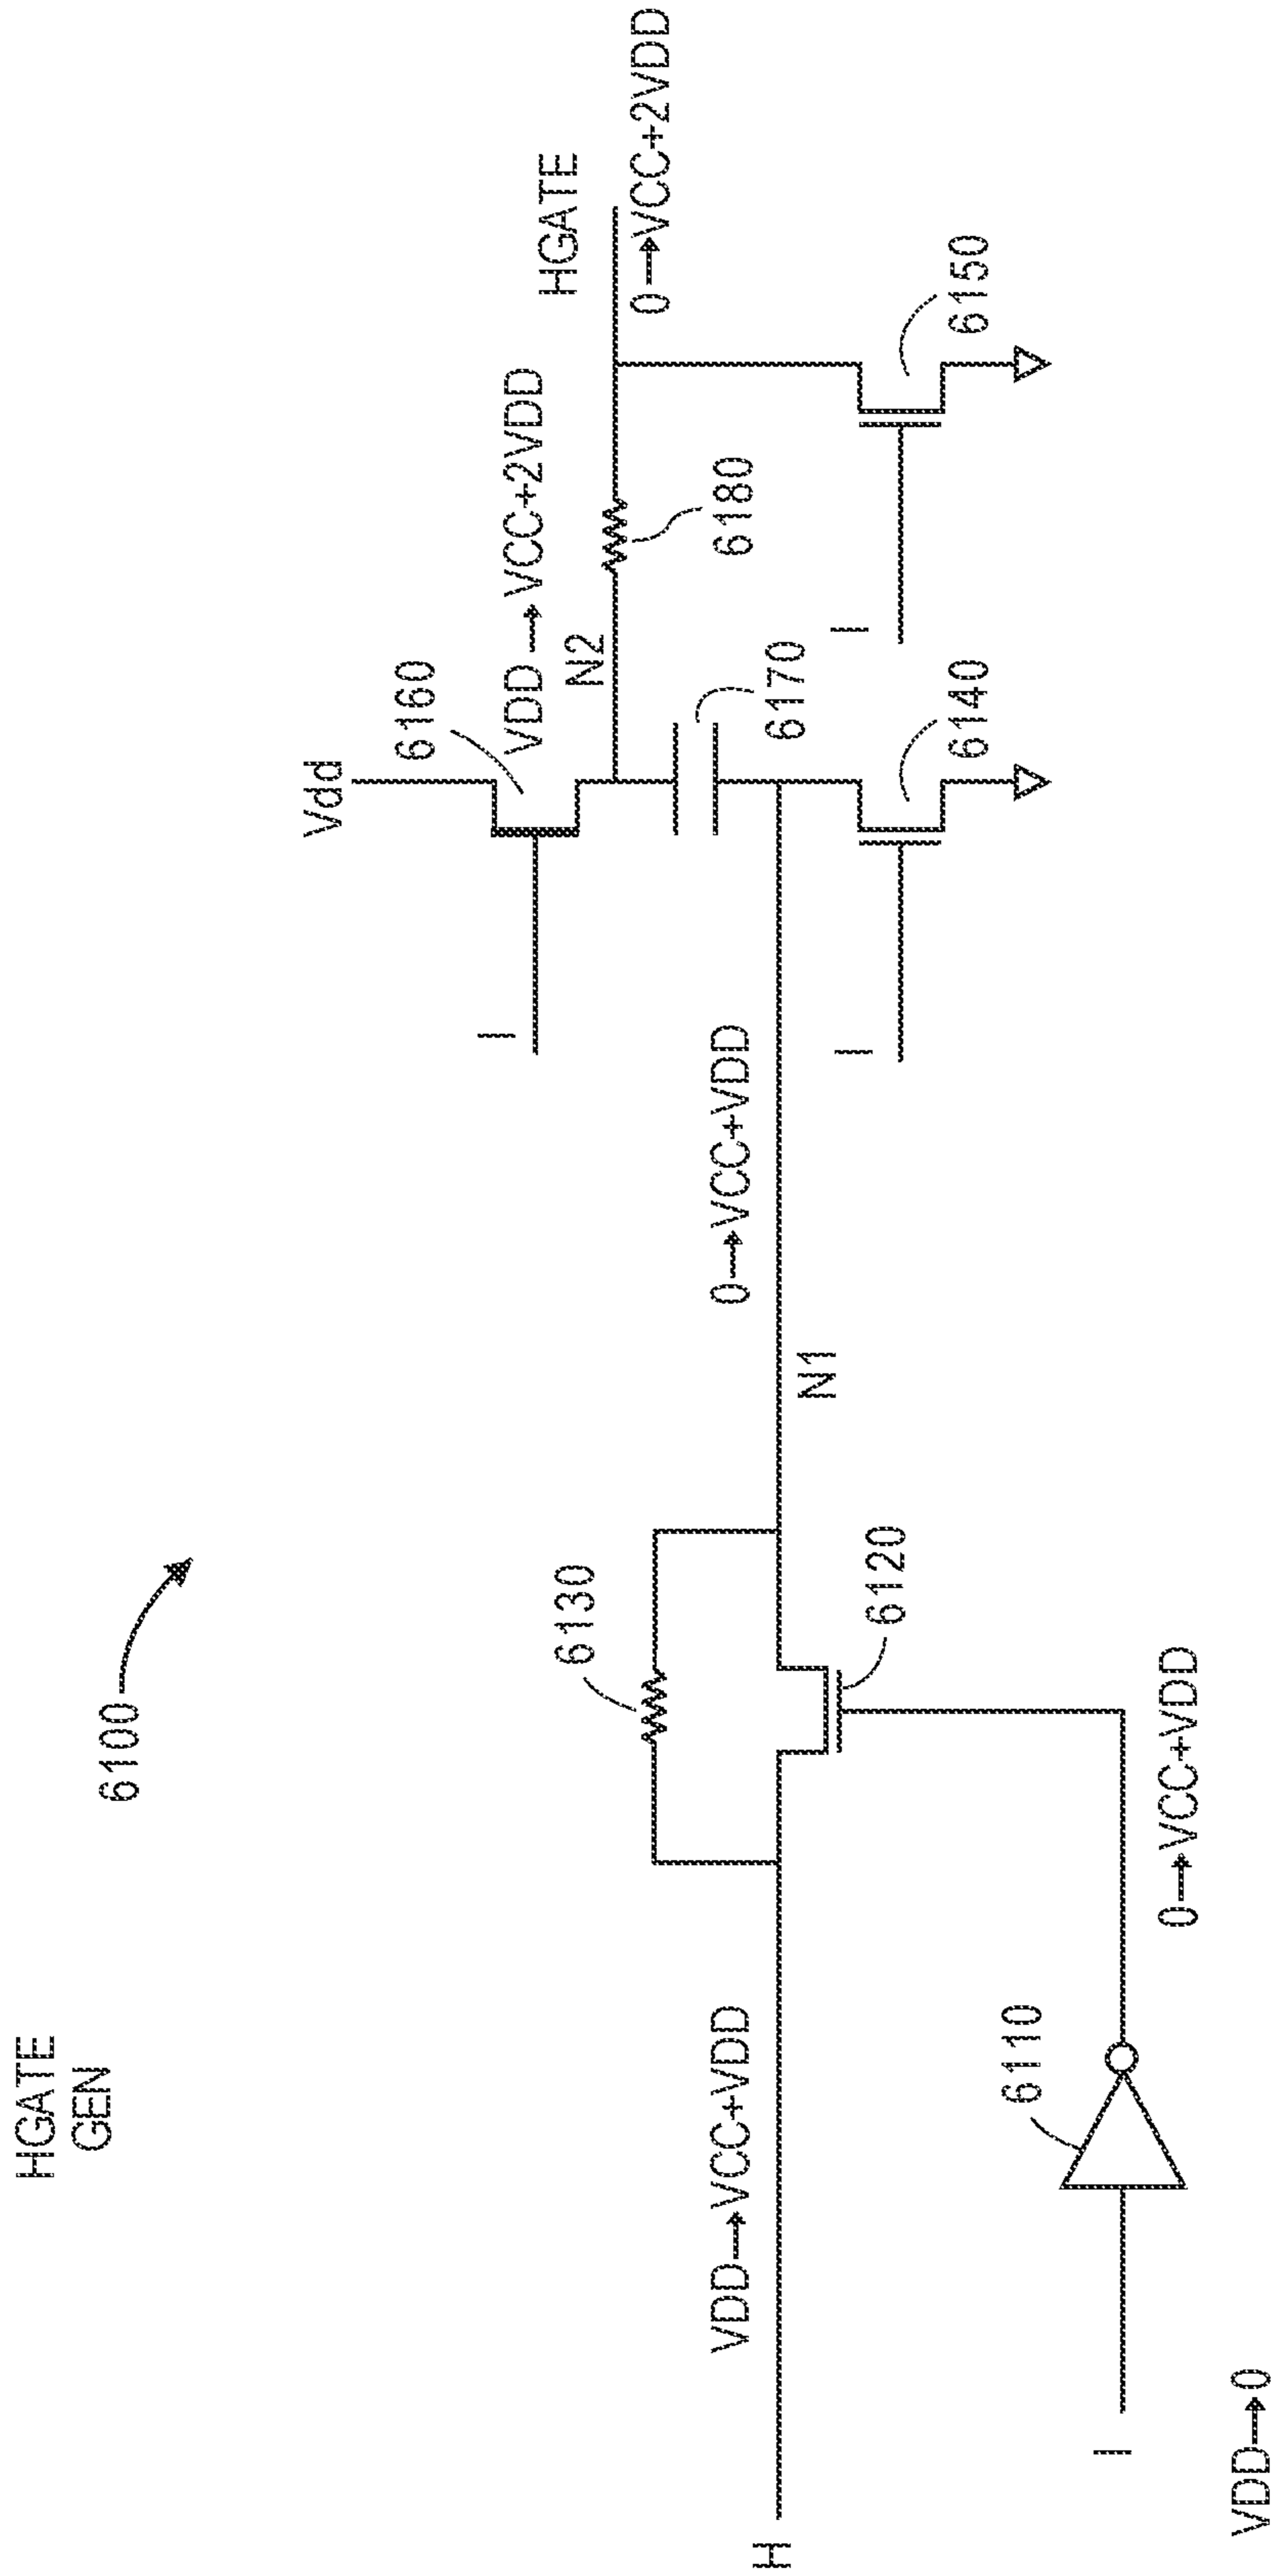 HGATE
GEN
6100
H
VDD→VCC+VDD
6130
6120
N1
0→VCC+VDD
I
VDD→0
6110
0→VCC+VDD
Vdd
6160
I
VDD→VCC+2VDD
N2
6180
HGATE
0→VCC+2VDD
6170
I
6140
I
6150